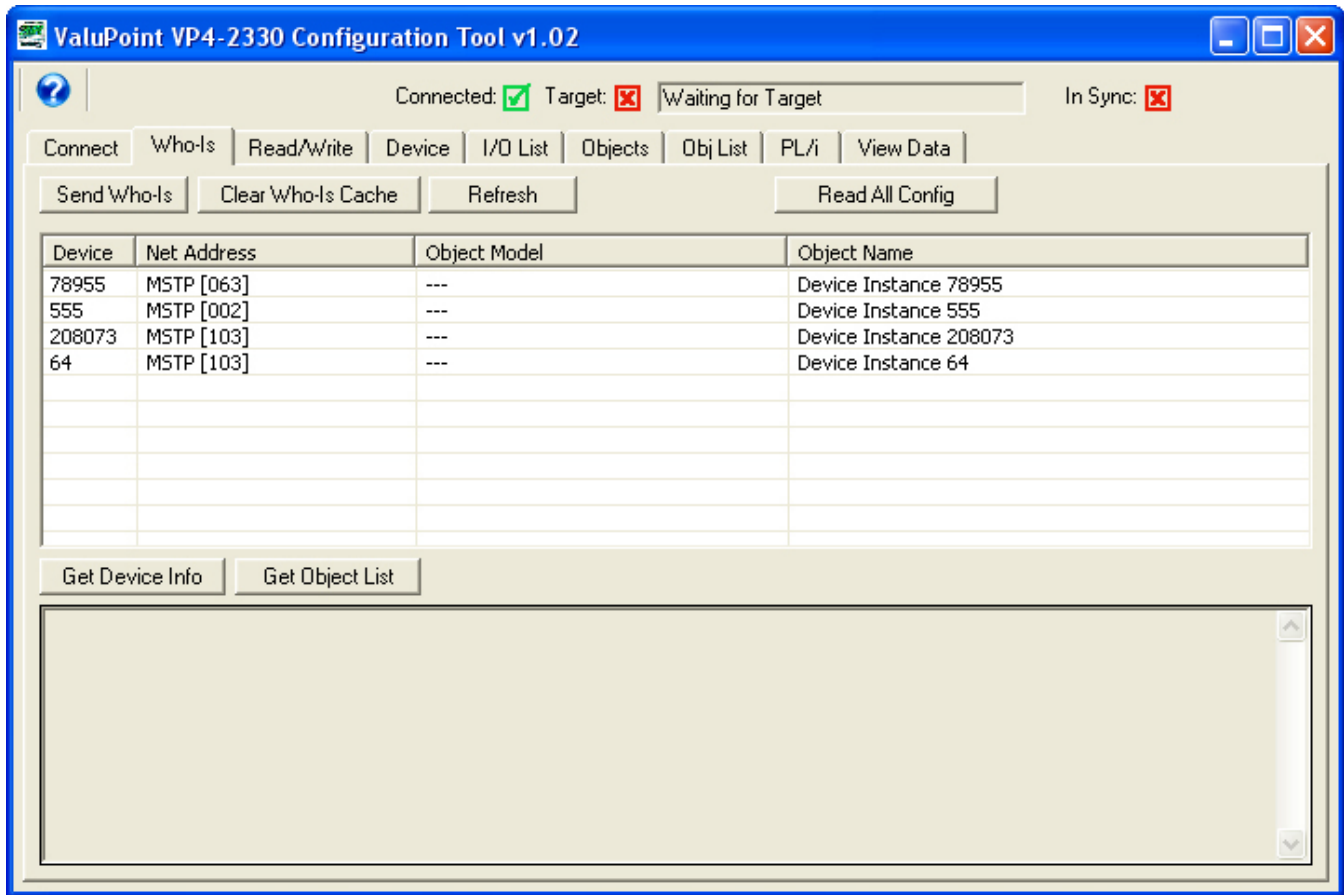 ValuPoint VP4-2330 Configuration Tool v1.02
Connected: Target: Waiting for Target In Sync:
Connect Who-Is Read/Write Device I/O List Objects Obj List PL/i View Data
Send Who-Is Clear Who-Is Cache Refresh Read All Config
Device Net Address Object Model Object Name
78955 MSTP [063] --- Device Instance 78955
555 MSTP [002] --- Device Instance 555
208073 MSTP [103] --- Device Instance 208073
64 MSTP [103] --- Device Instance 64
Get Device Info Get Object List